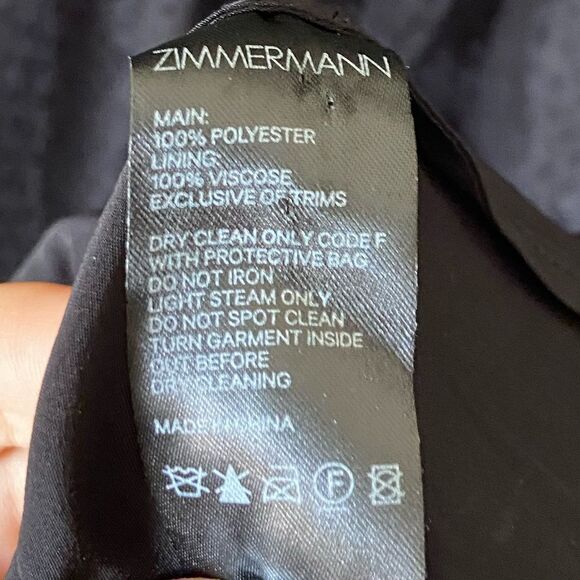 ZIMMERMANN
MAIN:
100% POLYESTER
LINING:
100% VISCOSE
EXCLUSIVE OF TRIMS
DRY CLEAN ONLY CODE F
WITH PROTECTIVE BAG
DO NOT IRON
LIGHT STEAM ONLY
DO NOT SPOT CLEAN
TURN GARMENT INSIDE
OUT BEFORE
DRY CLEANING
MADE IN CHINA
F